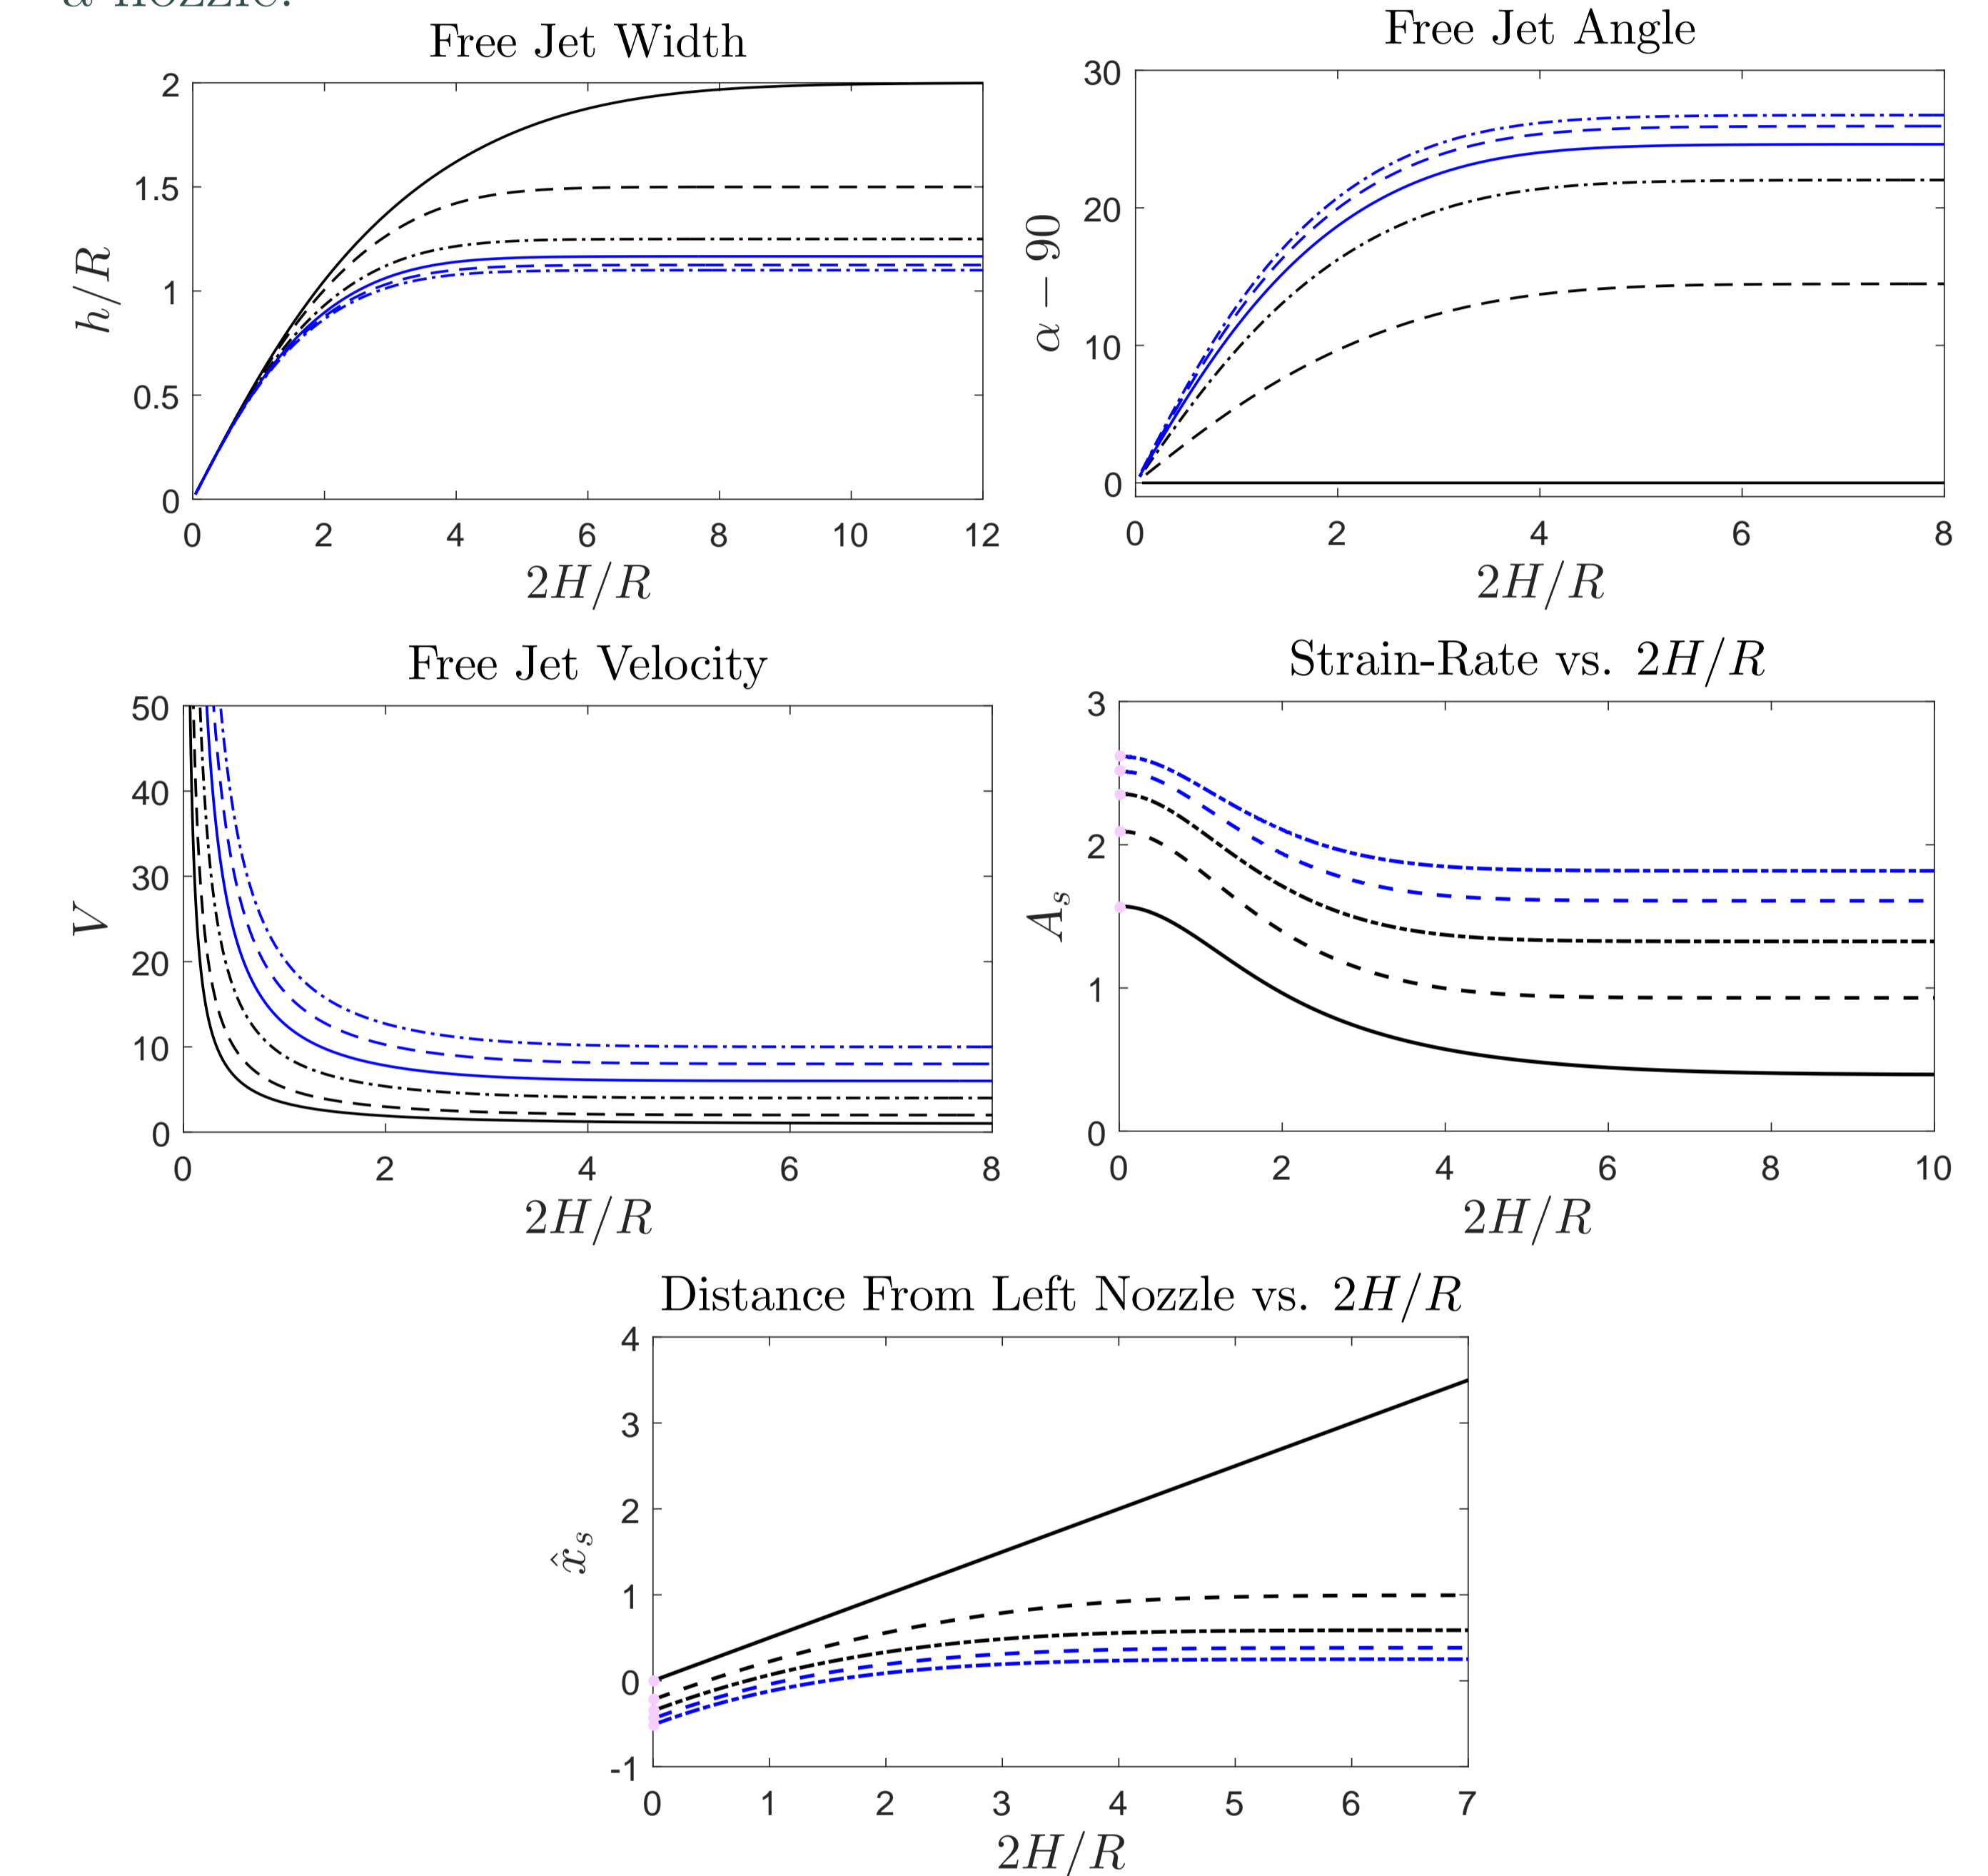 a nozzle.
Free Jet Width
2
1.5
1
0.5
0
h/R
0 2 4 6 8 10 12
2H/R
Free Jet Angle
30
20
10
0
α − 90
0 2 4 6 8
2H/R
Free Jet Velocity
50
40
30
20
10
0
V
0 2 4 6 8
2H/R
Strain-Rate vs. 2H/R
3
2
1
0
A_s
0 2 4 6 8 10
2H/R
Distance From Left Nozzle vs. 2H/R
4
3
2
1
0
-1
x̂_s
0 1 2 3 4 5 6 7
2H/R